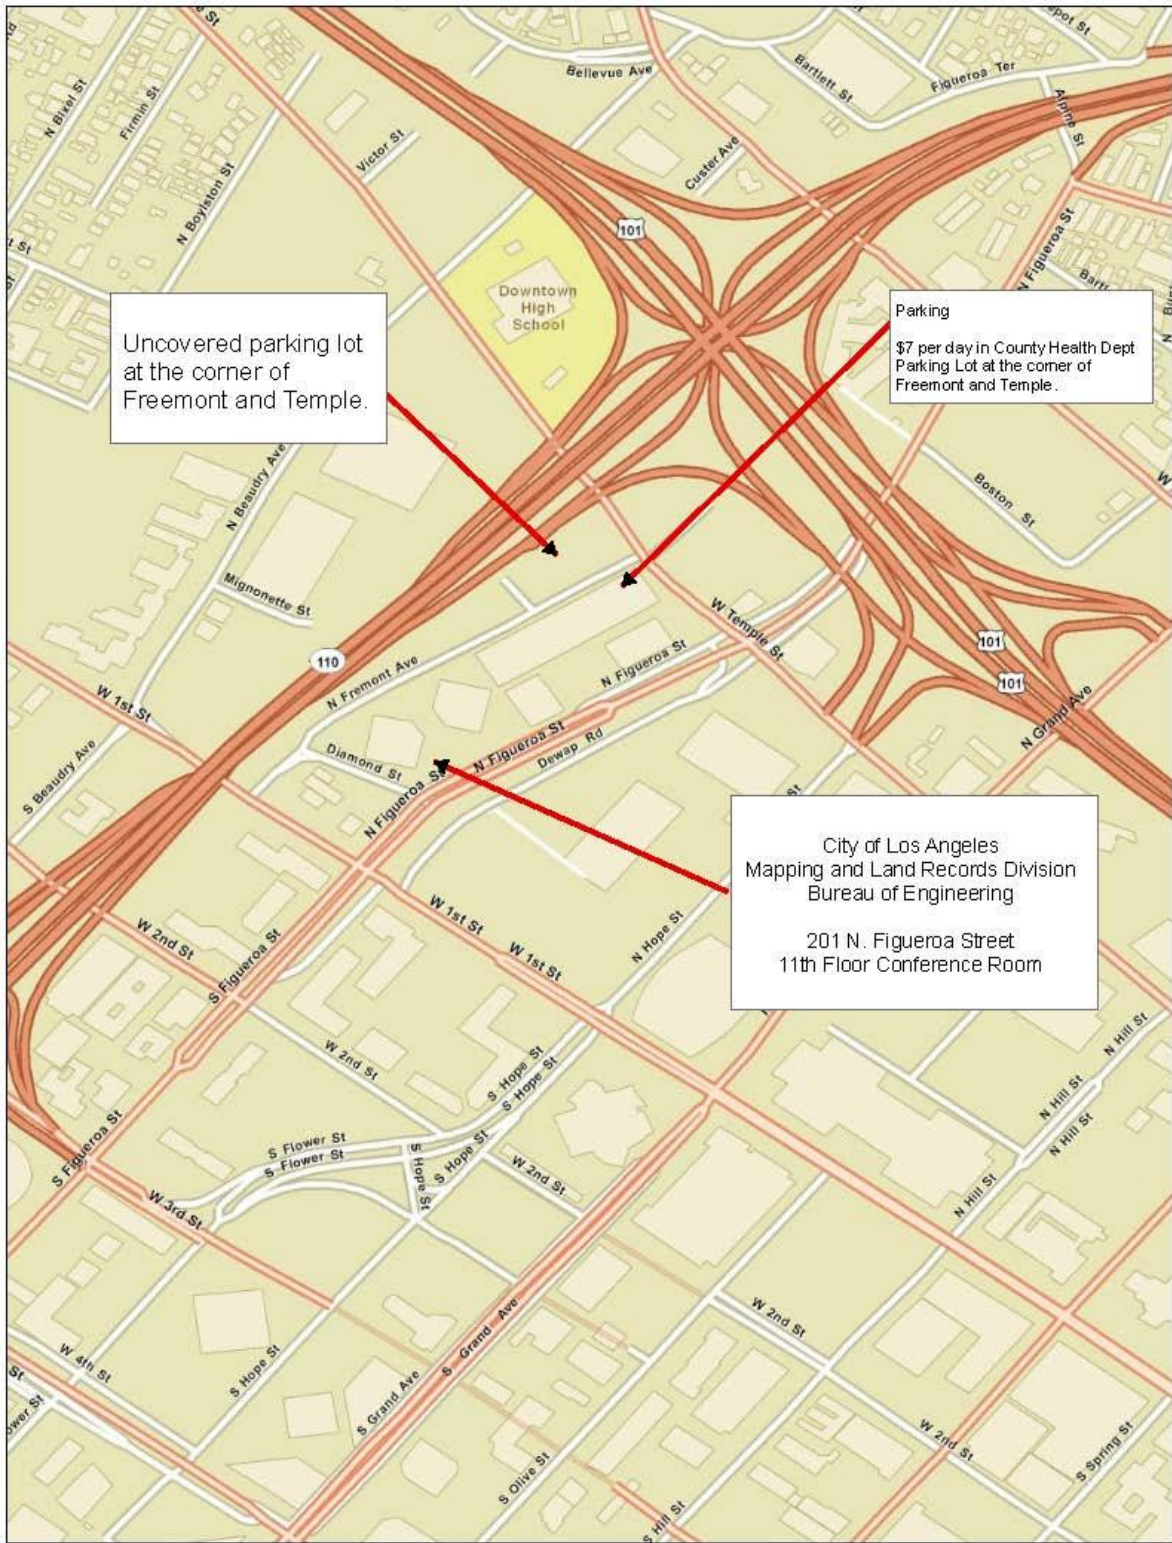 Bellevue Ave
Bartlett St
Figueroa Ter
Alpine St
N Bixel St
Firmin St
Victor St
Custer Ave
N Boylston St
101
N Figueroa St
Downtown
High
School
Uncovered parking lot
at the corner of
Freemont and Temple.
Parking
$7 per day in County Health Dept
Parking Lot at the corner of
Freemont and Temple.
N Beaudry Ave
Boston St
Mignonette St
W Temple St
110
N Fremont Ave
N Figueroa St
101
101
N Grand Ave
W 1st St
S Beaudry Ave
Diamond St
N Figueroa St
N Figueroa St
Dewap Rd
City of Los Angeles
Mapping and Land Records Division
Bureau of Engineering
201 N. Figueroa Street
11th Floor Conference Room
W 1st St
W 1st St
N Hope St
W 2nd St
S Figueroa St
W 2nd St
S Hope St
S Hope St
N Hill St
N Hill St
N Hill St
N Hill St
S Figueroa St
S Flower St
S Flower St
S Hope St
S Hope St
W 2nd St
W 3rd St
W 2nd St
S Grand Ave
W 4th St
S Hope St
S Grand Ave
S Olive St
S Hill St
W 2nd St
S Spring St